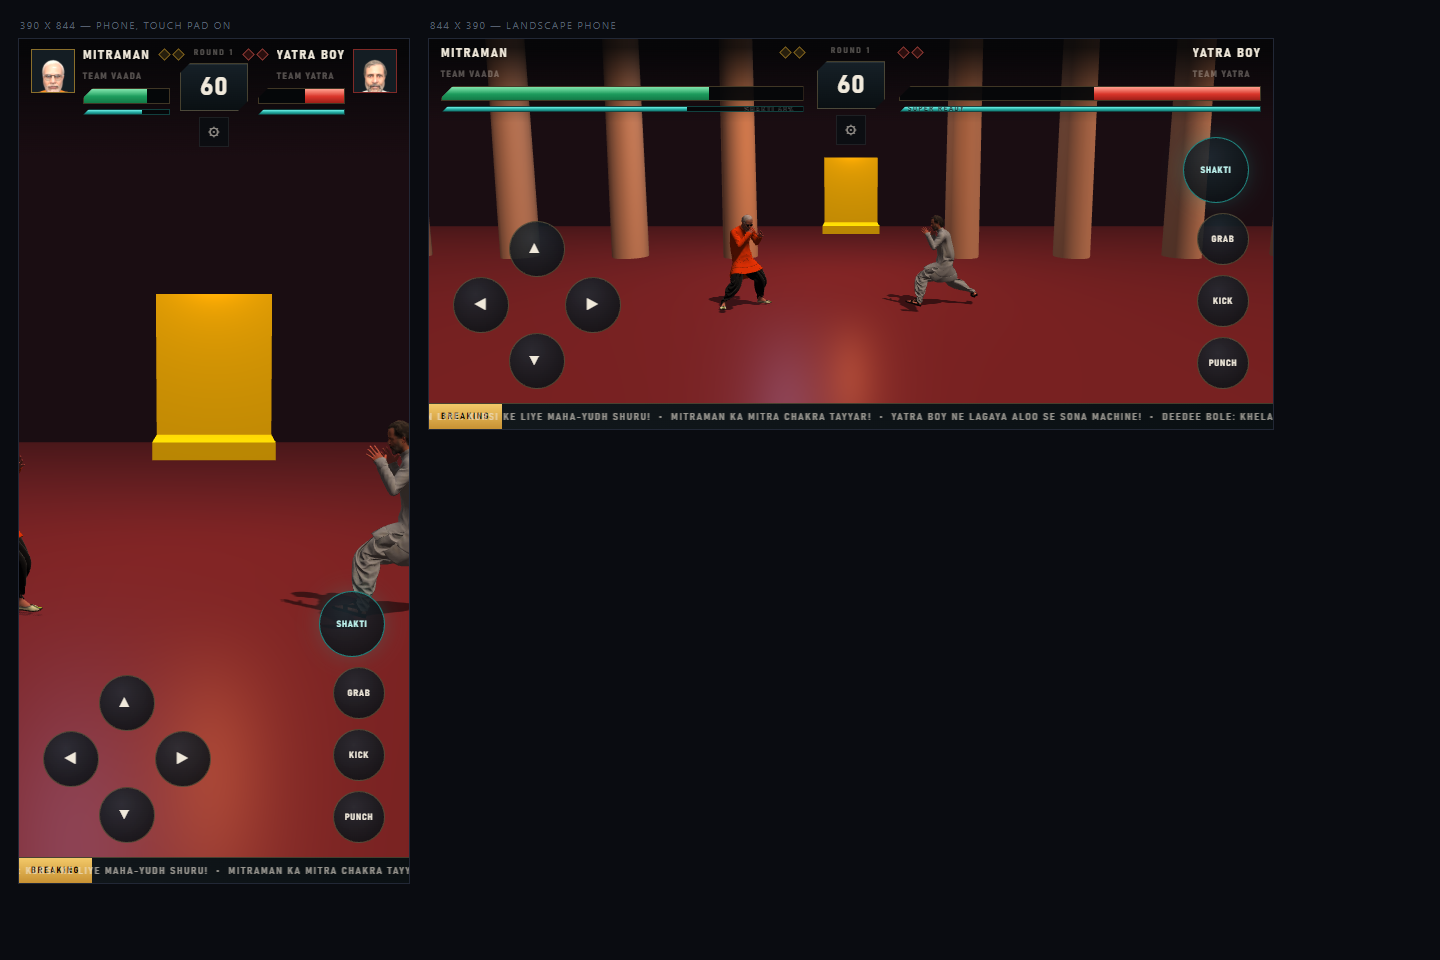 390 X 844 — PHONE, TOUCH PAD ON
MITRAMAN
ROUND 1
YATRA BOY
TEAM VAADA
60
TEAM YATRA
SHAKTI
GRAB
KICK
PUNCH
BREAKING
LIYE MAHA-YUDH SHURU! • MITRAMAN KA MITRA CHAKRA TAYY
844 X 390 — LANDSCAPE PHONE
MITRAMAN
ROUND 1
YATRA BOY
TEAM VAADA
60
TEAM YATRA
SUPER READY
SHAKTI
GRAB
KICK
PUNCH
BREAKING
KE LIYE MAHA-YUDH SHURU! • MITRAMAN KA MITRA CHAKRA TAYYAR! • YATRA BOY NE LAGAYA ALOO SE SONA MACHINE! • DEEDEE BOLE: KHELA